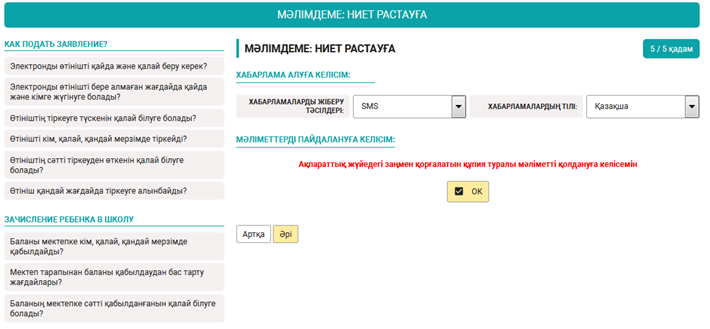 МӘЛІМДЕМЕ: НИЕТ РАСТАУҒА
КАК ПОДАТЬ ЗАЯВЛЕНИЕ?
Электронды өтінішті қайда және қалай беру керек?
Электронды өтінішті бере алмаған жағдайда қайда
және кімге жүгінуге болады?
Өтініштің тіркеуге түскенін қалай білуге болады?
Өтінішті кім, қалай, қандай мерзімде тіркейді?
Өтініштің сәтті тіркеуден өткенін қалай білуге
болады?
Өтініш қандай жағдайда тіркеуге алынбайды?
ЗАЧИСЛЕНИЕ РЕБЕНКА В ШКОЛУ
Баланы мектепке кім, қалай, қандай мерзімде
қабылдайды?
Мектеп тарапынан баланы қабылдаудан бас тарту
жағдайлары?
Баланың мектепке сәтті қабылданғанын қалай білуге
болады?
МӘЛІМДЕМЕ: НИЕТ РАСТАУҒА
5 / 5 қадам
ХАБАРЛАМА АЛУҒА КЕЛІСІМ:
ХАБАРЛАМАЛАРДЫ ЖІБЕРУ
ТӘСІЛДЕРІ:
SMS
ХАБАРЛАМАЛАРДЫҢ ТІЛІ:
Қазақша
МӘЛІМЕТТЕРДІ ПАЙДАЛАНУҒА КЕЛІСІМ:
Ақпараттық жүйедегі заңмен қорғалатын құпия туралы мәліметті қолдануға келісемін
OK
Артқа
Әрі